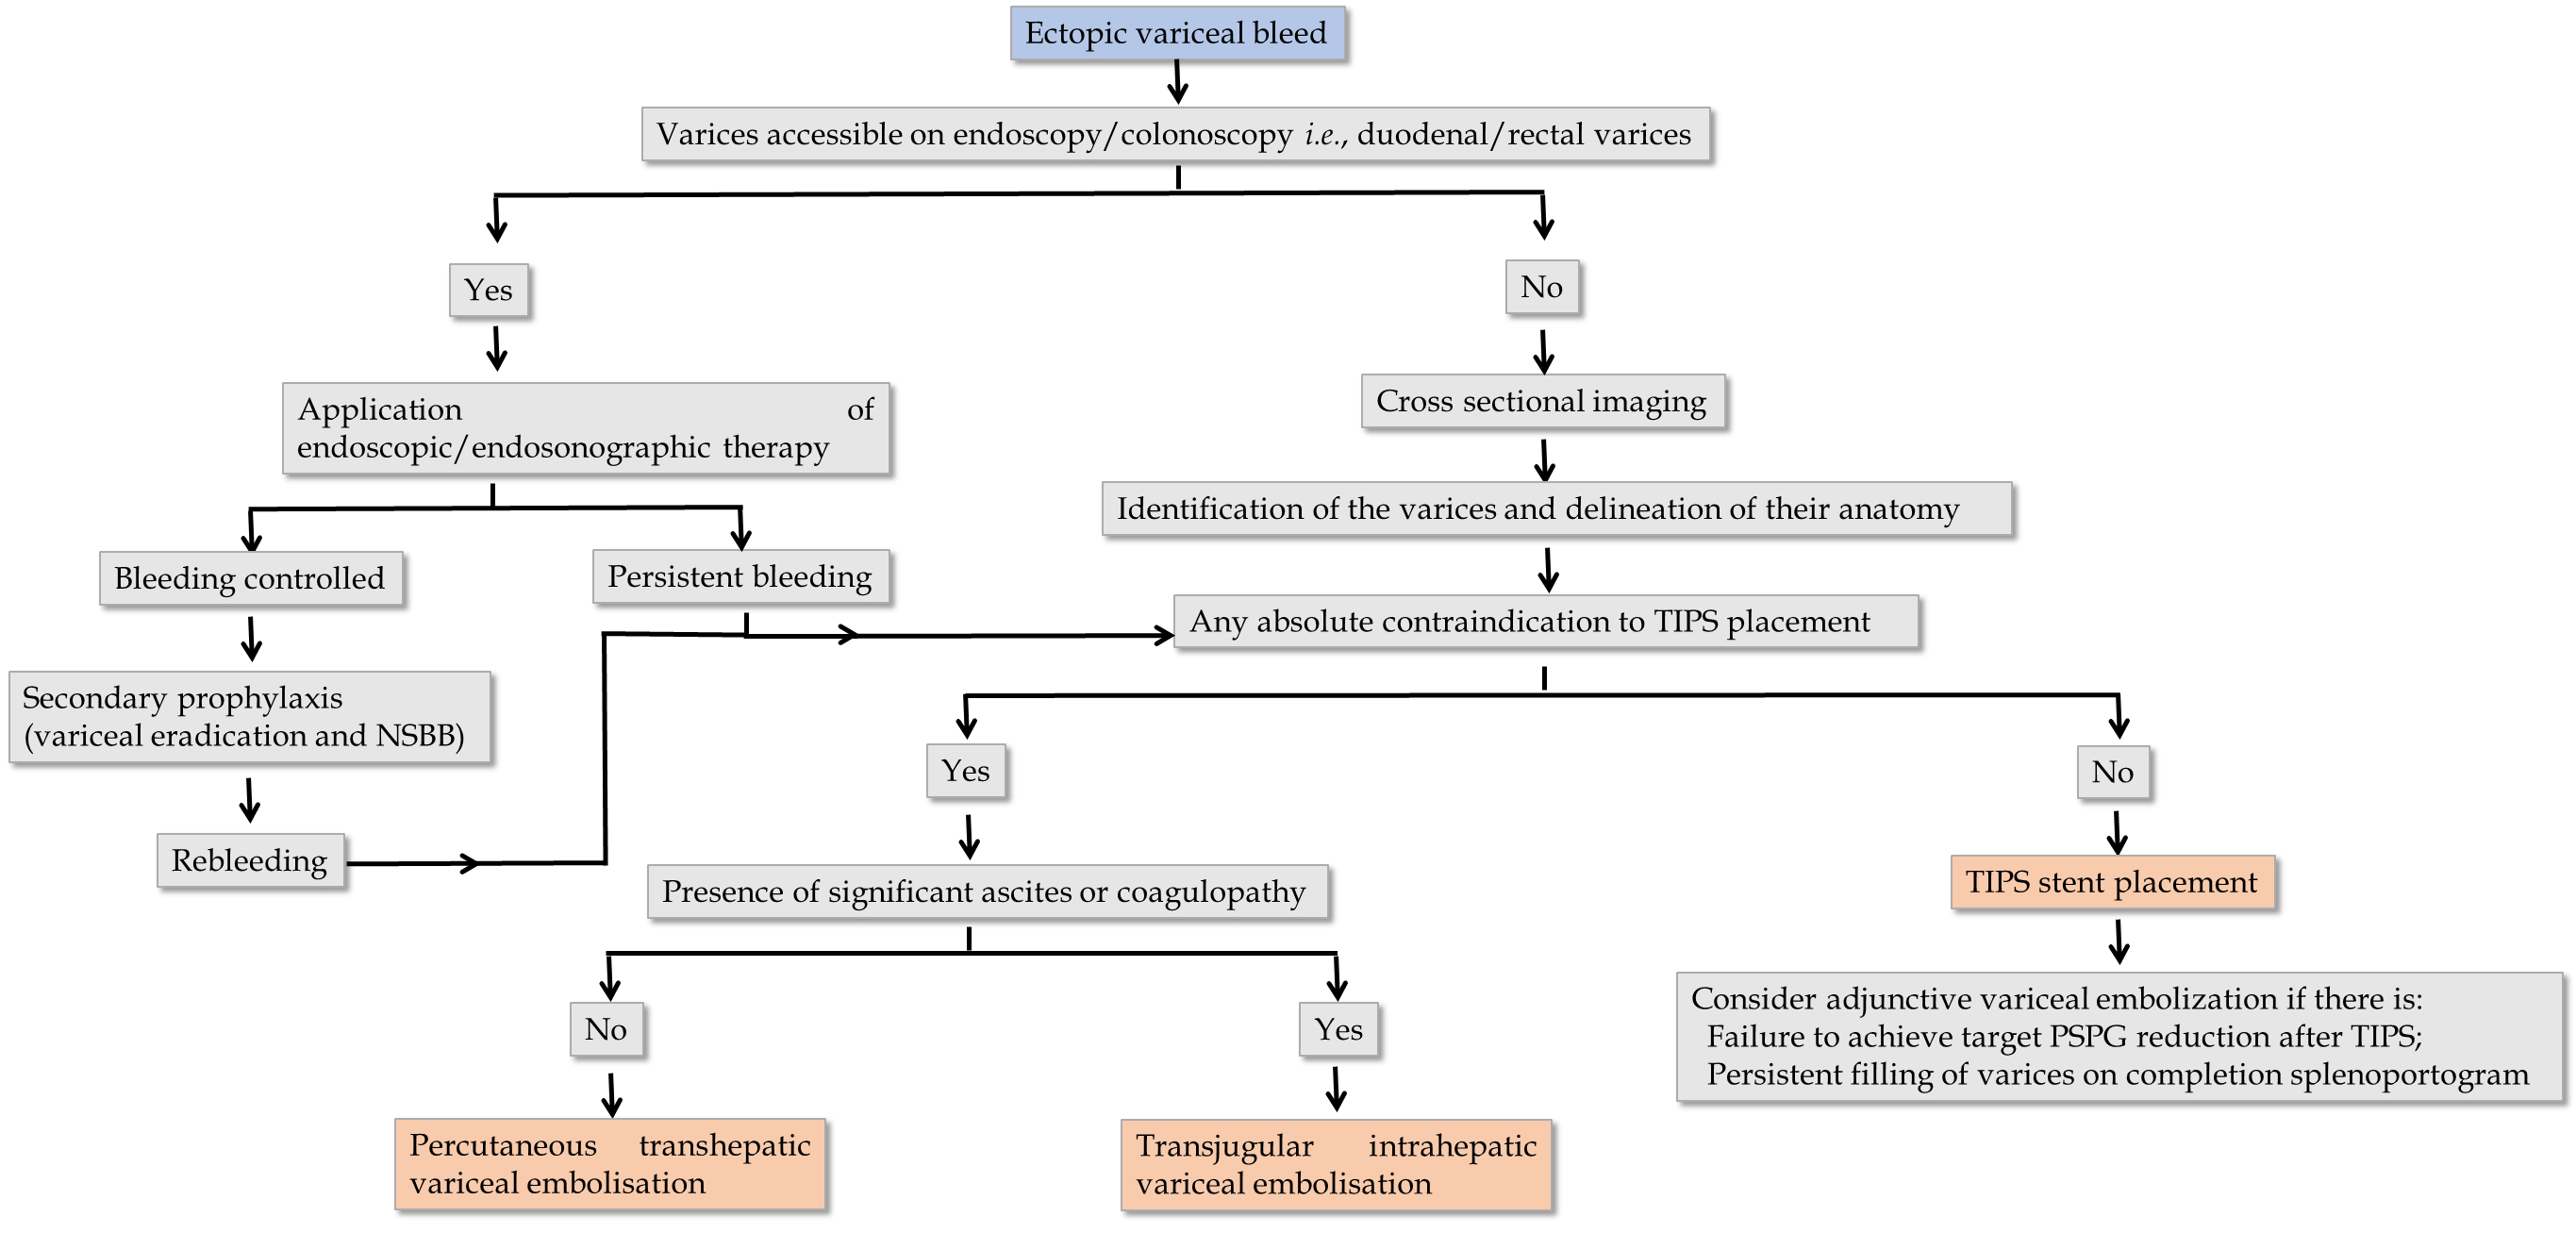 Ectopic variceal bleed
Varices accessible on endoscopy/colonoscopy i.e., duodenal/rectal varices
Yes
No
Application of
endoscopic/endosonographic therapy
Cross sectional imaging
Identification of the varices and delineation of their anatomy
Bleeding controlled
Persistent bleeding
Any absolute contraindication to TIPS placement
Secondary prophylaxis
(variceal eradication and NSBB)
Yes
No
Rebleeding
Presence of significant ascites or coagulopathy
TIPS stent placement
No
Yes
Consider adjunctive variceal embolization if there is:
Failure to achieve target PSPG reduction after TIPS;
Persistent filling of varices on completion splenoportogram
Percutaneous transhepatic
variceal embolisation
Transjugular intrahepatic
variceal embolisation